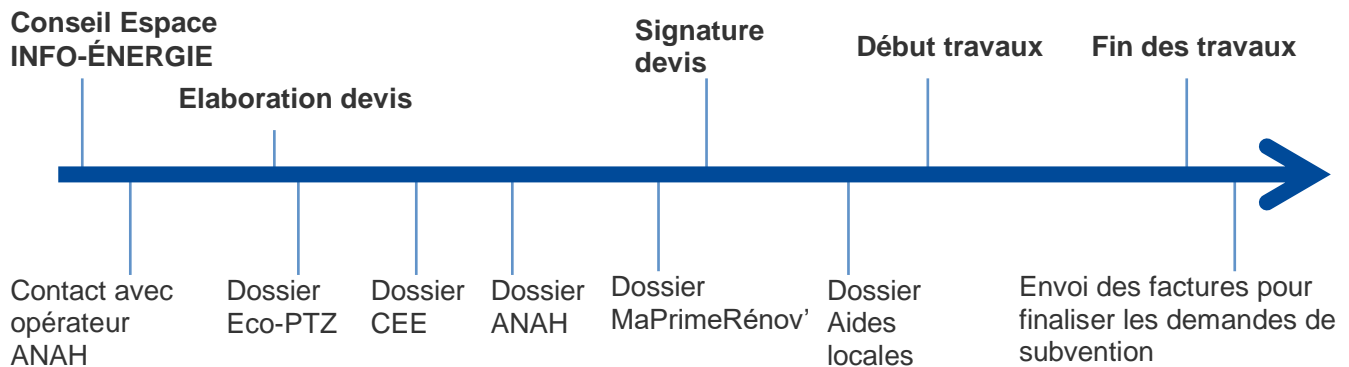 Conseil Espace
INFO-ÉNERGIE
Elaboration devis
Signature
devis
Début travaux
Fin des travaux
Contact avec
opérateur
ANAH
Dossier
Eco-PTZ
Dossier
CEE
Dossier
ANAH
Dossier
MaPrimeRénov’
Dossier
Aides
locales
Envoi des factures pour
finaliser les demandes de
subvention